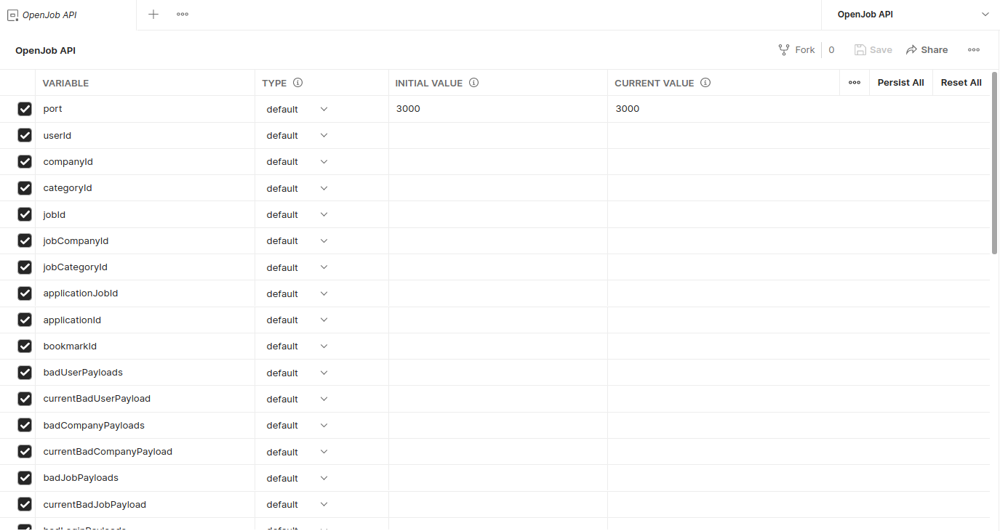 OpenJob API
OpenJob API
OpenJob API Fork 0 Save Share
VARIABLE TYPE INITIAL VALUE CURRENT VALUE Persist All Reset All
port default 3000 3000
userId default
companyId default
categoryId default
jobId default
jobCompanyId default
jobCategoryId default
applicationJobId default
applicationId default
bookmarkId default
badUserPayloads default
currentBadUserPayload default
badCompanyPayloads default
currentBadCompanyPayload default
badJobPayloads default
currentBadJobPayload default
badLoginPayloads default